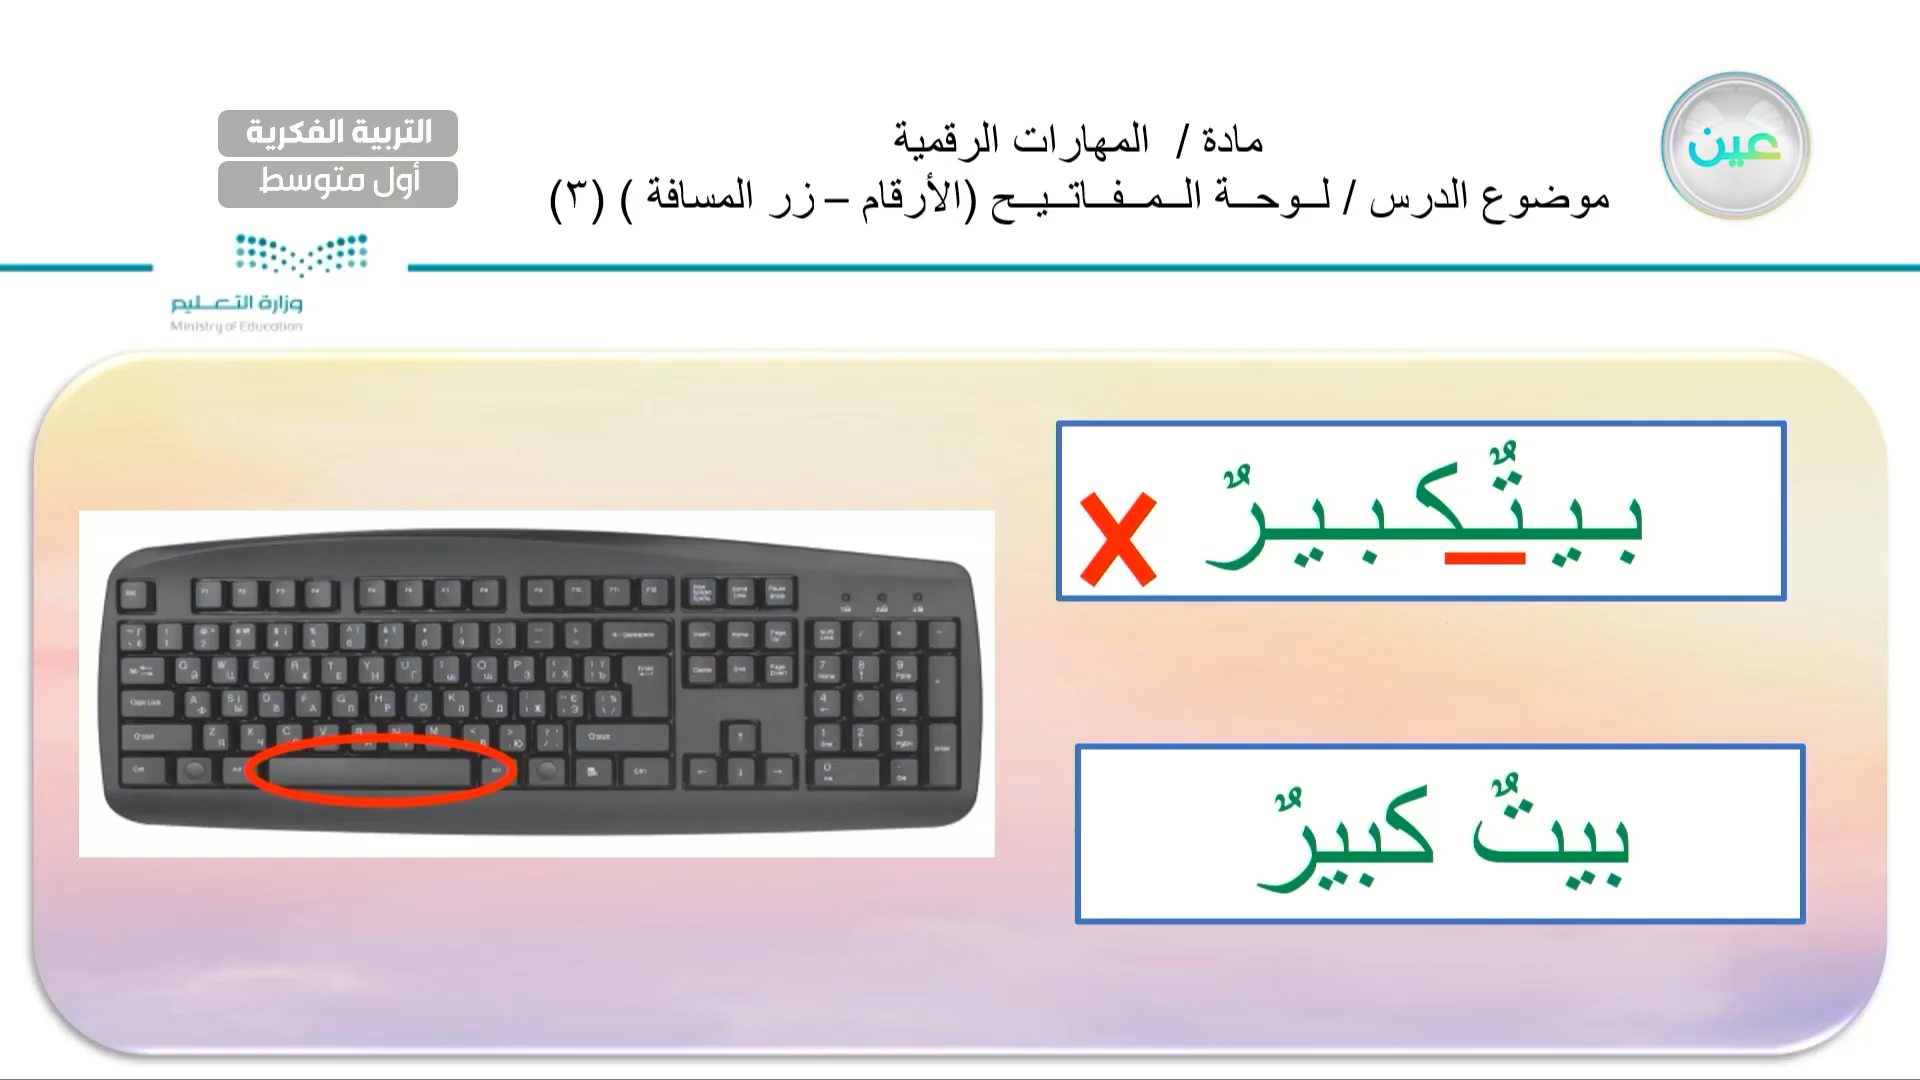 عين
مادة / المهارات الرقمية
موضوع الدرس / لـوحـة الـمـفـاتـيـح (الأرقام – زر المسافة ) (٣)
التربية الفكرية
أول متوسط
وزارة التعليم
Ministry of Education
بيتٌكبيرٌ X
بيتٌ كبيرٌ